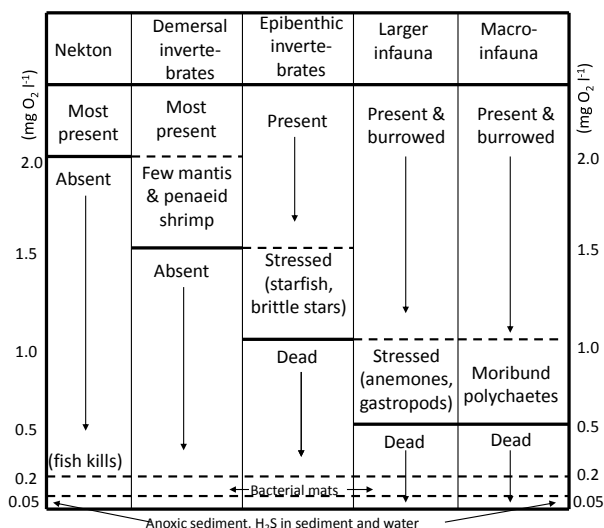 Nekton
Demersal
inverte-
brates
Epibenthic
inverte-
brates
Larger
infauna
Macro-
infauna
(mg O₂ l⁻¹)
(mg O₂ l⁻¹)
Most
present
Most
present
Present
Present &
burrowed
Present &
burrowed
2.0
2.0
Absent
Few mantis
& penaeid
shrimp
1.5
1.5
Absent
Stressed
(starfish,
brittle stars)
1.0
1.0
Dead
Stressed
(anemones,
gastropods)
Moribund
polychaetes
0.5
0.5
(fish kills)
Dead
Dead
0.2
0.2
Bacterial mats
0.05
0.05
Anoxic sediment, H₂S in sediment and water